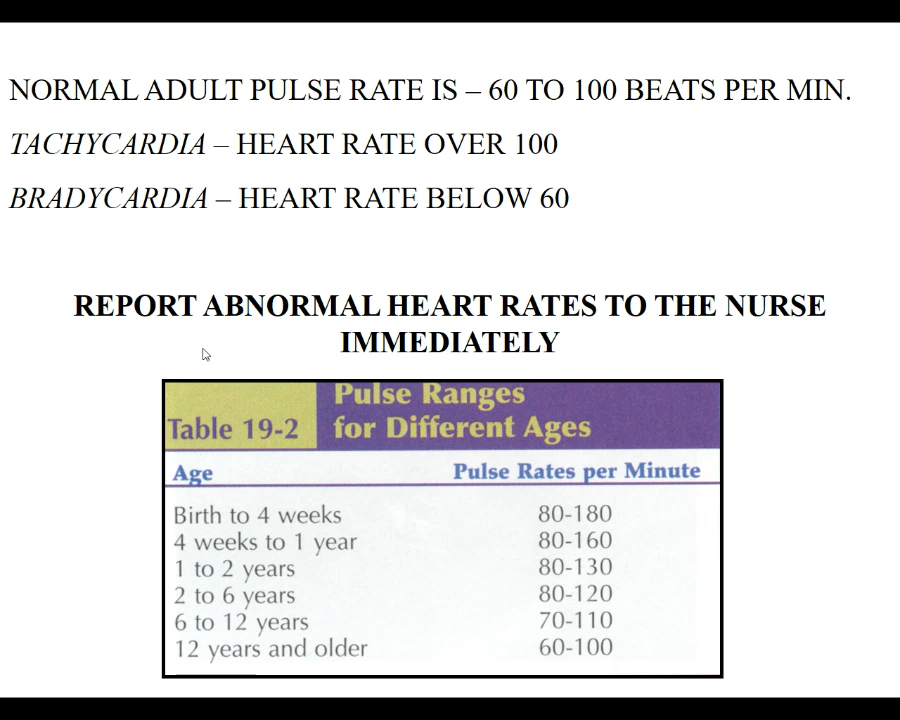 NORMAL ADULT PULSE RATE IS – 60 TO 100 BEATS PER MIN.
TACHYCARDIA – HEART RATE OVER 100
BRADYCARDIA – HEART RATE BELOW 60
REPORT ABNORMAL HEART RATES TO THE NURSE
IMMEDIATELY
Table 19-2 Pulse Ranges
for Different Ages
Age Pulse Rates per Minute
Birth to 4 weeks 80-180
4 weeks to 1 year 80-160
1 to 2 years 80-130
2 to 6 years 80-120
6 to 12 years 70-110
12 years and older 60-100